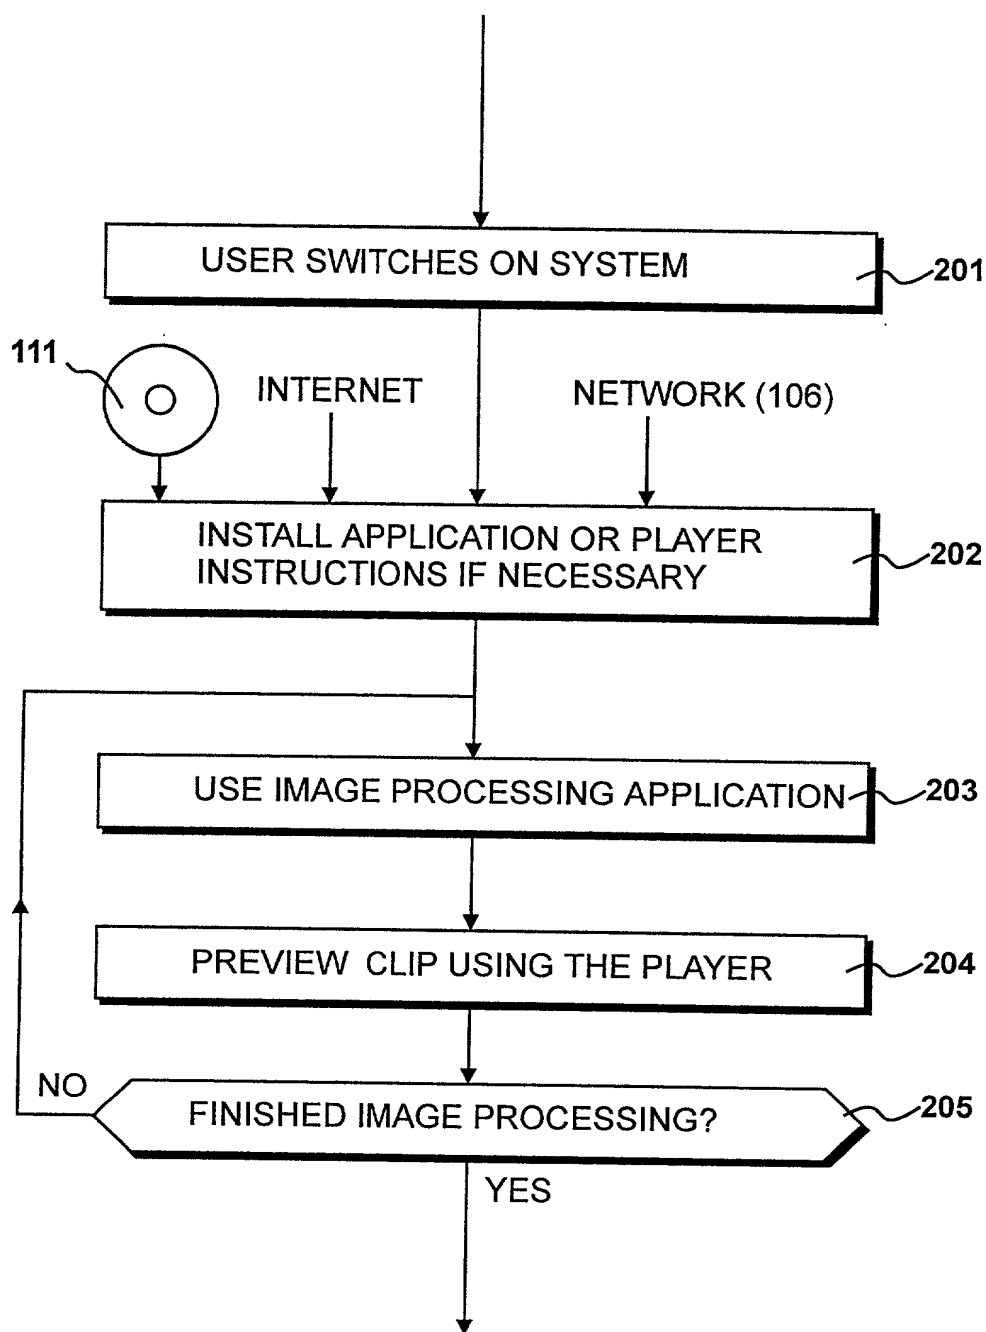 USER SWITCHES ON SYSTEM
201
111
INTERNET
NETWORK (106)
INSTALL APPLICATION OR PLAYER
INSTRUCTIONS IF NECESSARY
202
USE IMAGE PROCESSING APPLICATION
203
PREVIEW CLIP USING THE PLAYER
204
NO
FINISHED IMAGE PROCESSING?
205
YES